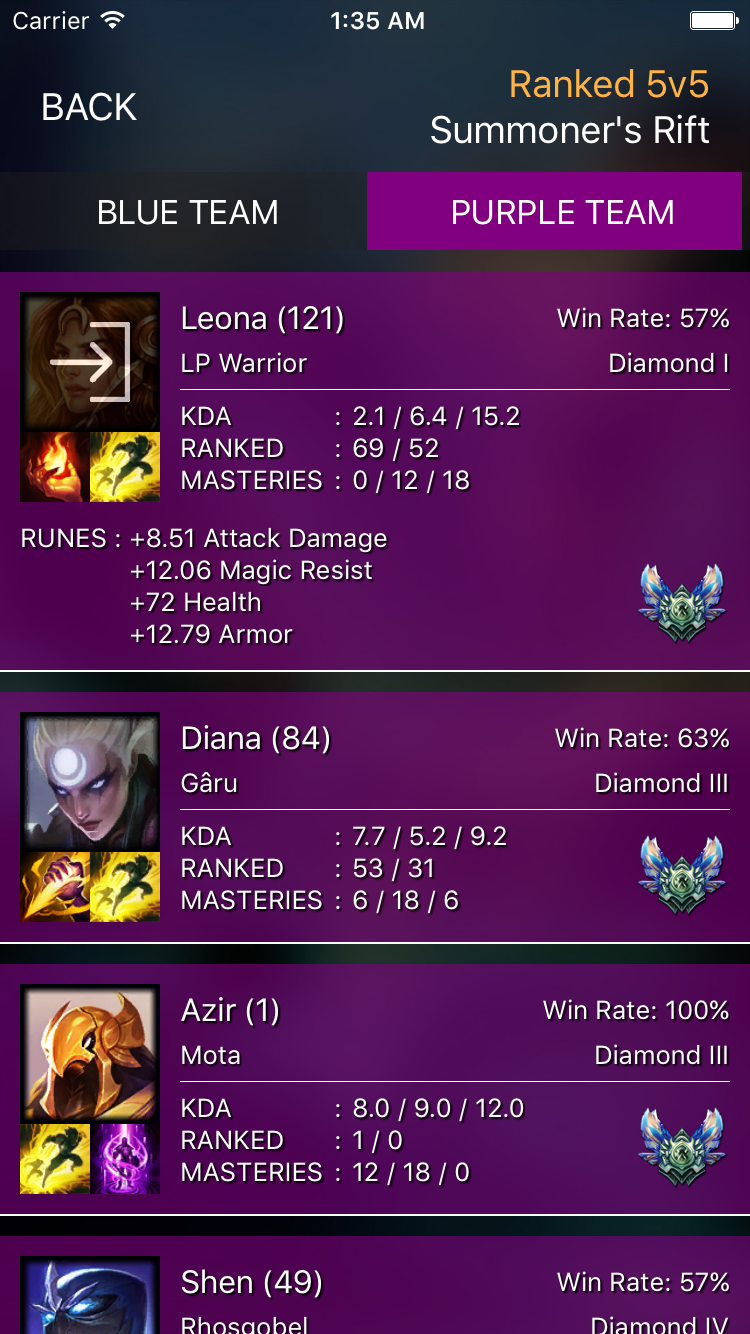 Carrier 1:35 AM
BACK
Ranked 5v5
Summoner's Rift
BLUE TEAM PURPLE TEAM
Leona (121) Win Rate: 57%
LP Warrior Diamond I
KDA : 2.1 / 6.4 / 15.2
RANKED : 69 / 52
MASTERIES : 0 / 12 / 18
RUNES : +8.51 Attack Damage
+12.06 Magic Resist
+72 Health
+12.79 Armor
Diana (84) Win Rate: 63%
Gâru Diamond III
KDA : 7.7 / 5.2 / 9.2
RANKED : 53 / 31
MASTERIES : 6 / 18 / 6
Azir (1) Win Rate: 100%
Mota Diamond III
KDA : 8.0 / 9.0 / 12.0
RANKED : 1 / 0
MASTERIES : 12 / 18 / 0
Shen (49) Win Rate: 57%
Rhosgobel Diamond IV